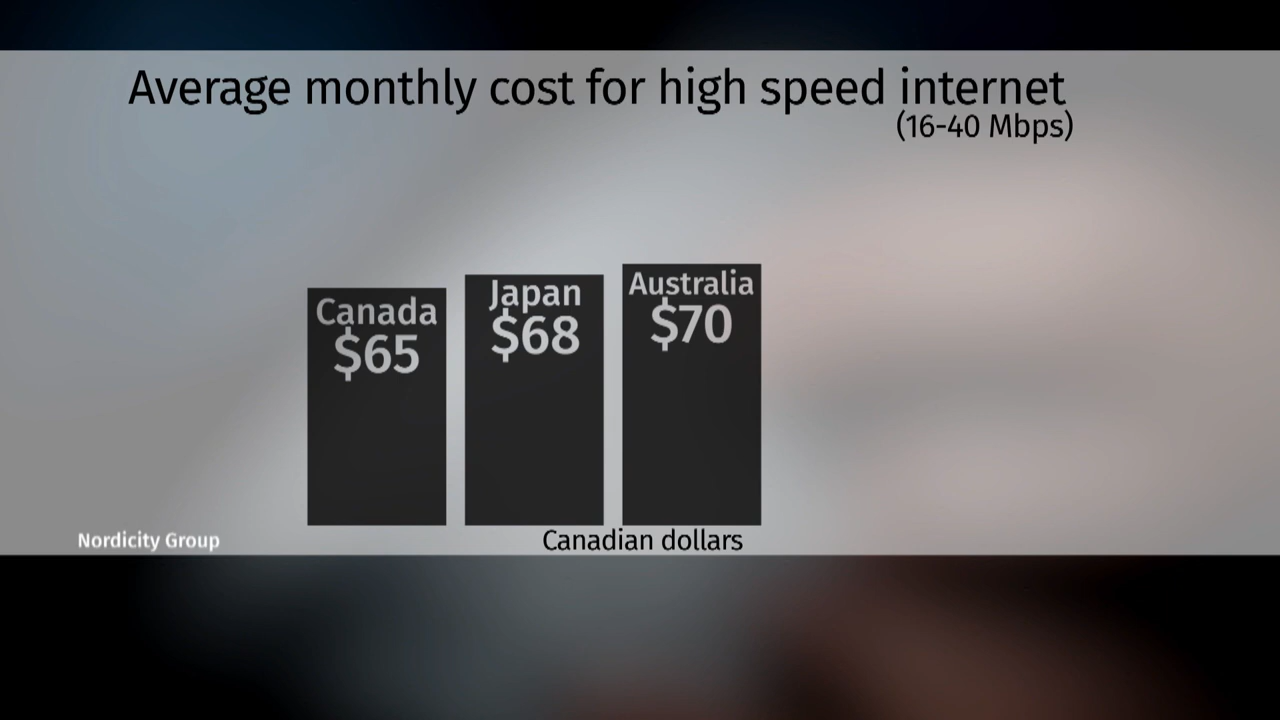 Average monthly cost for high speed internet
(16-40 Mbps)
Canada
$65
Japan
$68
Australia
$70
Nordicity Group
Canadian dollars